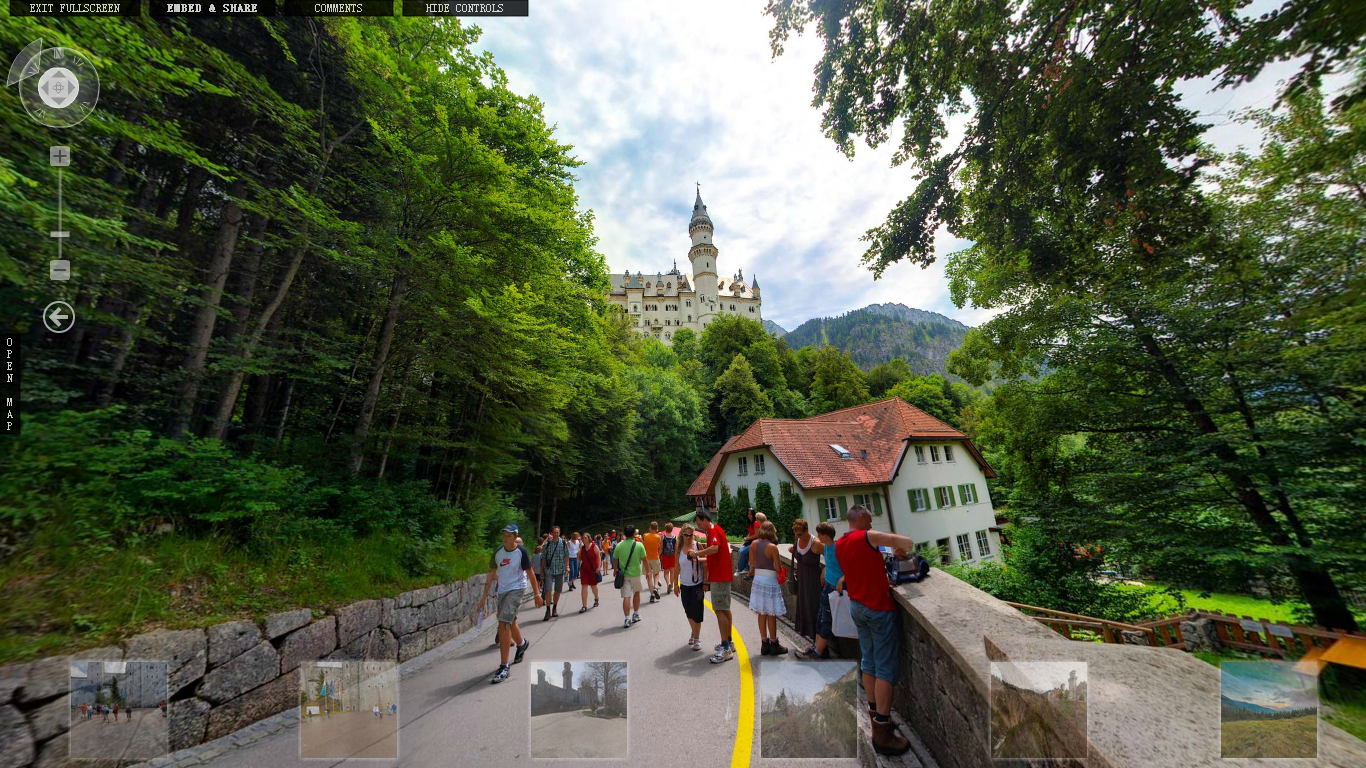 EXIT FULLSCREEN
EMBED & SHARE
COMMENTS
HIDE CONTROLS
OPEN MAP